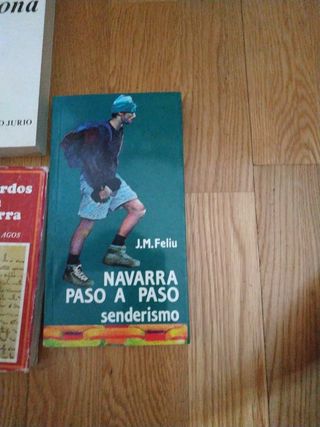 ona
O JURIO
rdos
rra
AGOS
J.M.Feliu
NAVARRA
PASO A PASO
senderismo